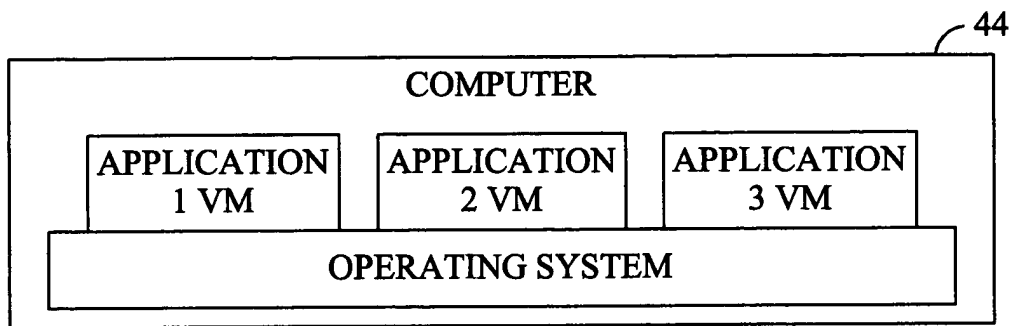 44
COMPUTER
APPLICATION
1 VM
APPLICATION
2 VM
APPLICATION
3 VM
OPERATING SYSTEM